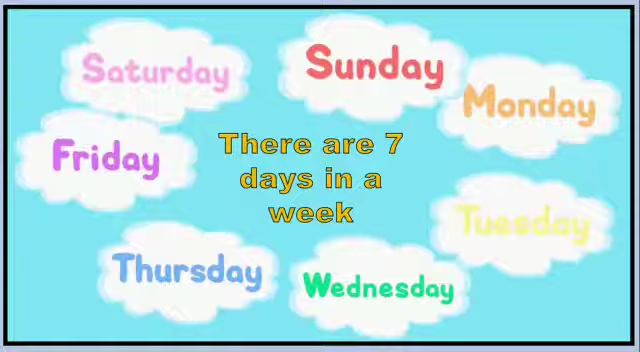 Sunday
Saturday
Monday
There are 7
days in a
week
Friday
Tuesday
Thursday
Wednesday